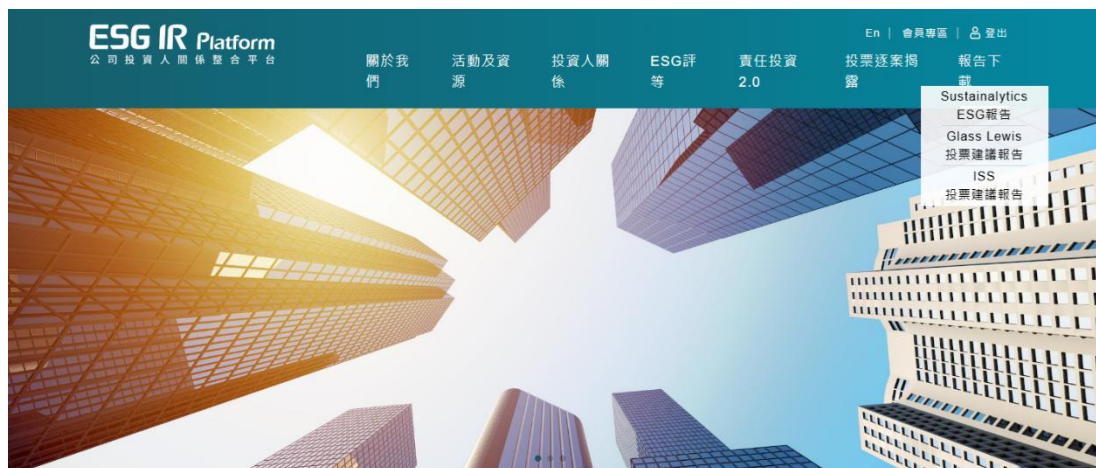 ESG IR Platform
公司投資人關係整合平台
En | 會員專區 | 登出
關於我們
活動及資源
投資人關係
ESG評等
責任投資2.0
投票逐案揭露
報告下載
Sustainalytics
ESG報告
Glass Lewis
投票建議報告
ISS
投票建議報告